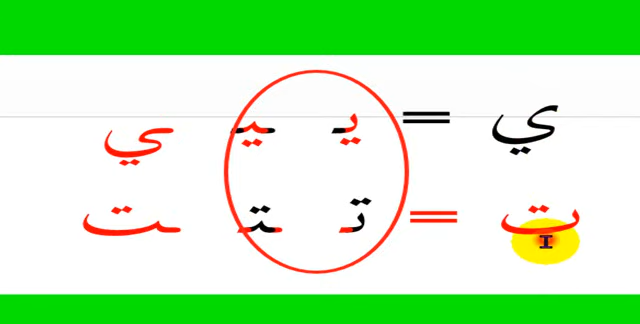 ي = يـ ـيـ ـي
ت = تـ ـتـ ـت